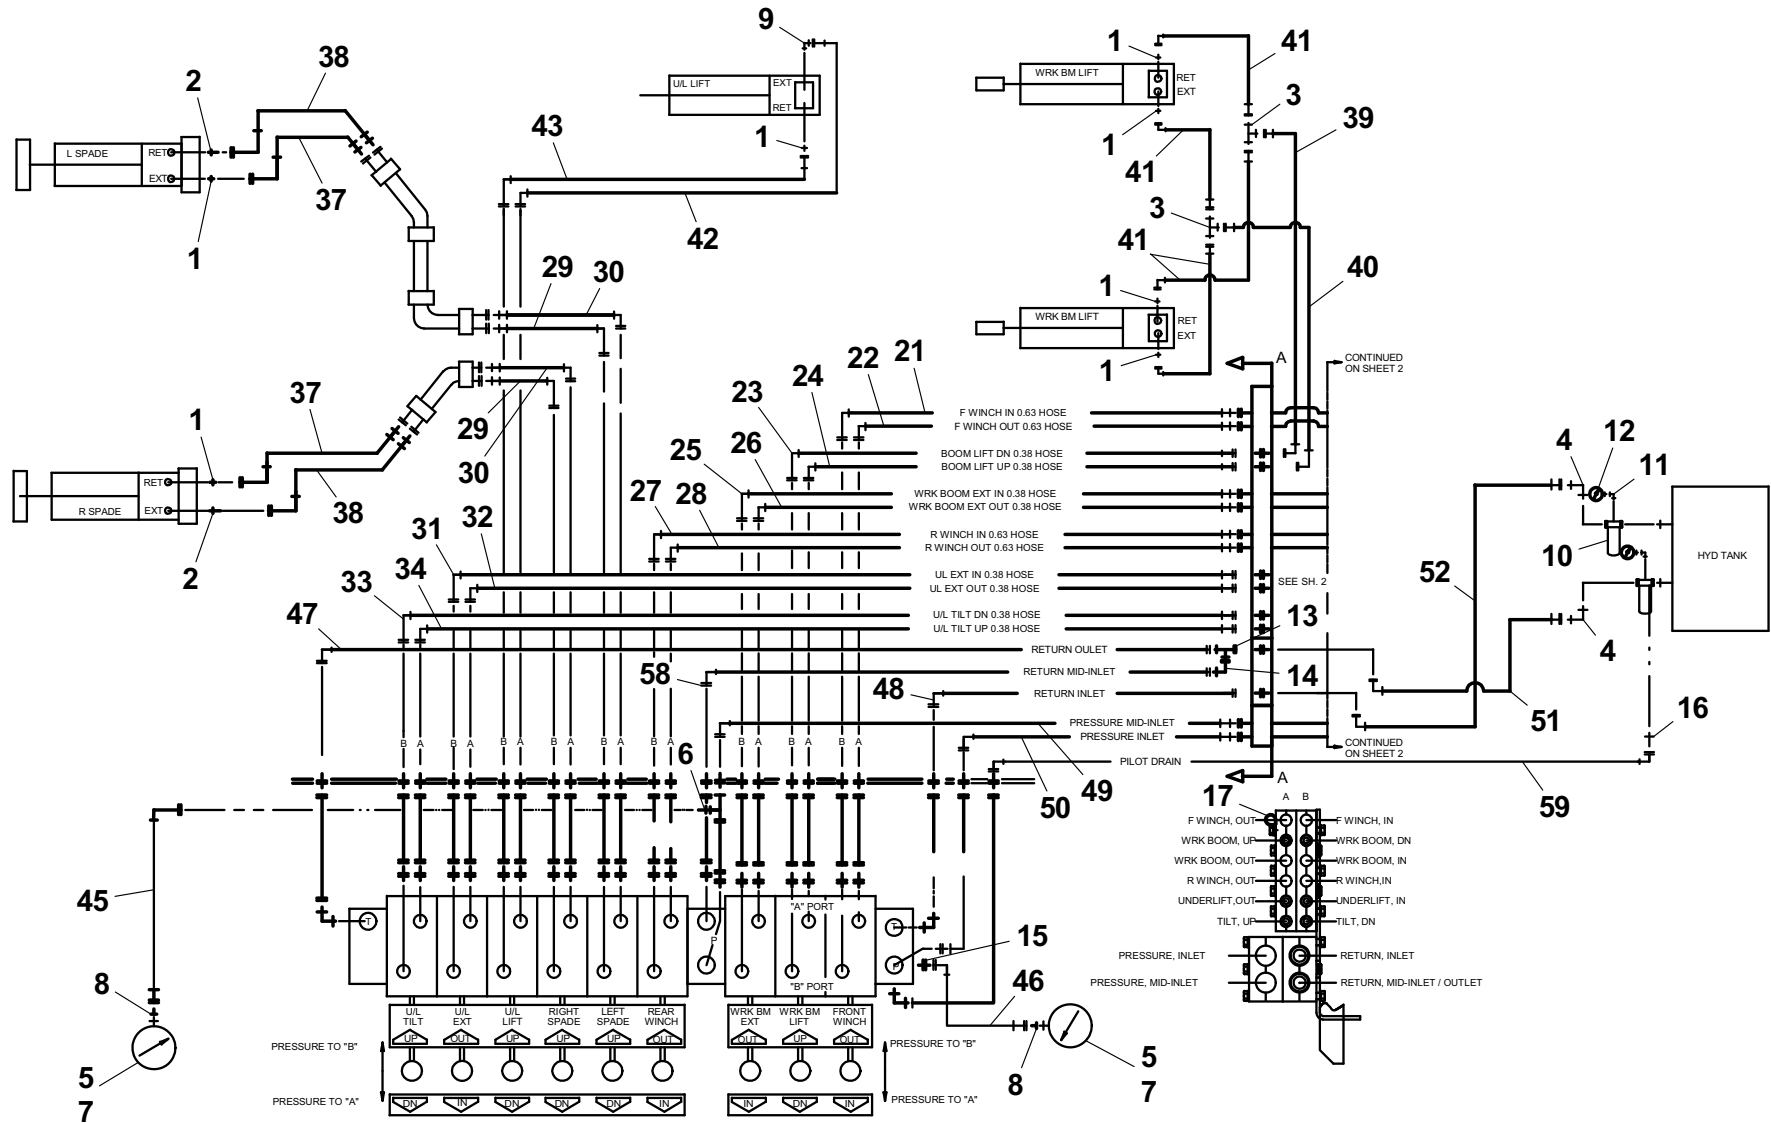 9
38
2
1
41
U/L LIFT
EXT
RET
WRK BM LIFT
RET
EXT
3
39
43
1
1
41
L SPADE
RET
EXT
37
3
42
41
1
29
30
40
1
WRK BM LIFT
RET
EXT
1
A
CONTINUED
ON SHEET 2
22
21
24
23
37
1
29
30
26
25
F WINCH IN 0.63 HOSE
F WINCH OUT 0.63 HOSE
BOOM LIFT DN 0.38 HOSE
BOOM LIFT UP 0.38 HOSE
4
12
11
RET
EXT
R SPADE
38
2
27
28
WRK BOOM EXT IN 0.38 HOSE
WRK BOOM EXT OUT 0.38 HOSE
31
32
R WINCH IN 0.63 HOSE
R WINCH OUT 0.63 HOSE
10
HYD TANK
33
34
UL EXT IN 0.38 HOSE
UL EXT OUT 0.38 HOSE
SEE SH. 2
52
47
U/L TILT DN 0.38 HOSE
U/L TILT UP 0.38 HOSE
13
4
RETURN OULET
58
RETURN MID-INLET
14
48
RETURN INLET
51
16
PRESSURE MID-INLET
PRESSURE INLET
B A B A B A B A B A B A B A B A B A
6
CONTINUED
ON SHEET 2
PILOT DRAIN
A
50
49
59
17
A B
F WINCH, OUT
F WINCH, IN
WRK BOOM, UP
WRK BOOM, DN
WRK BOOM, OUT
WRK BOOM, IN
R WINCH, OUT
R WINCH,IN
UNDERLIFT,OUT
UNDERLIFT, IN
TILT, UP
TILT, DN
45
"A" PORT
T
P
T
P
15
PRESSURE, INLET
RETURN, INLET
"B" PORT
46
PRESSURE, MID-INLET
RETURN, MID-INLET / OUTLET
8
U/L
TILT
U/L
EXT
U/L
LIFT
RIGHT
SPADE
LEFT
SPADE
REAR
WINCH
WRK BM
EXT
WRK BM
LIFT
FRONT
WINCH
UP OUT UP UP UP OUT OUT UP OUT
PRESSURE TO "B"
PRESSURE TO "B"
5
7
8
5
7
PRESSURE TO "A"
DN IN DN DN DN IN IN DN IN
PRESSURE TO "A"